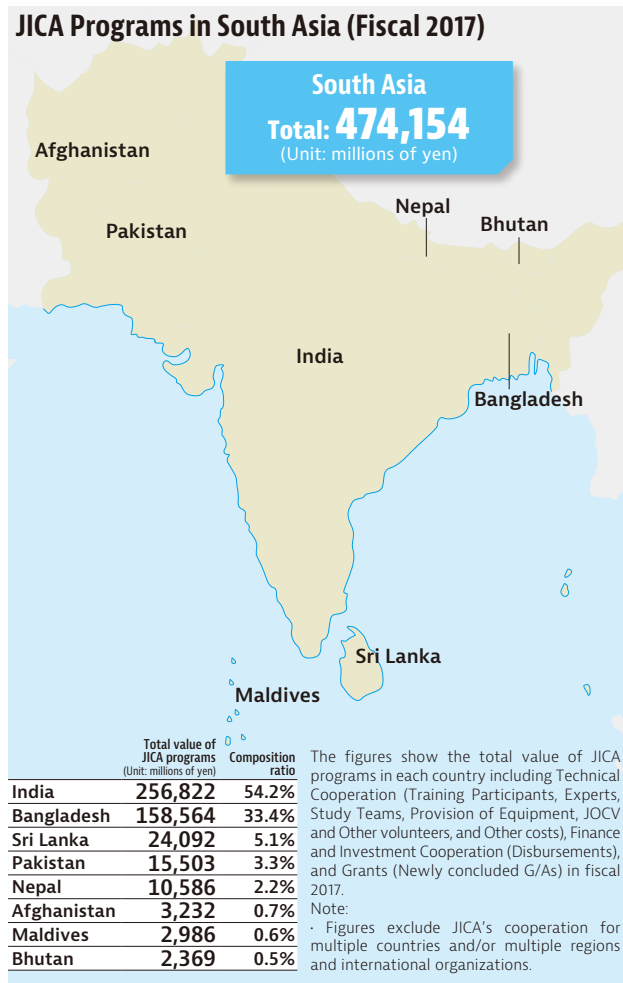 JICA Programs in South Asia (Fiscal 2017)
South Asia
Total: 474,154
(Unit: millions of yen)
Afghanistan
Pakistan
Nepal
Bhutan
India
Bangladesh
Sri Lanka
Maldives
Total value of
JICA programs
(Unit: millions of yen)
Composition
ratio
India 256,822 54.2%
Bangladesh 158,564 33.4%
Sri Lanka 24,092 5.1%
Pakistan 15,503 3.3%
Nepal 10,586 2.2%
Afghanistan 3,232 0.7%
Maldives 2,986 0.6%
Bhutan 2,369 0.5%
The figures show the total value of JICA
programs in each country including Technical
Cooperation (Training Participants, Experts,
Study Teams, Provision of Equipment, JOCV
and Other volunteers, and Other costs), Finance
and Investment Cooperation (Disbursements),
and Grants (Newly concluded G/As) in fiscal
2017.
Note:
· Figures exclude JICA's cooperation for
multiple countries and/or multiple regions
and international organizations.